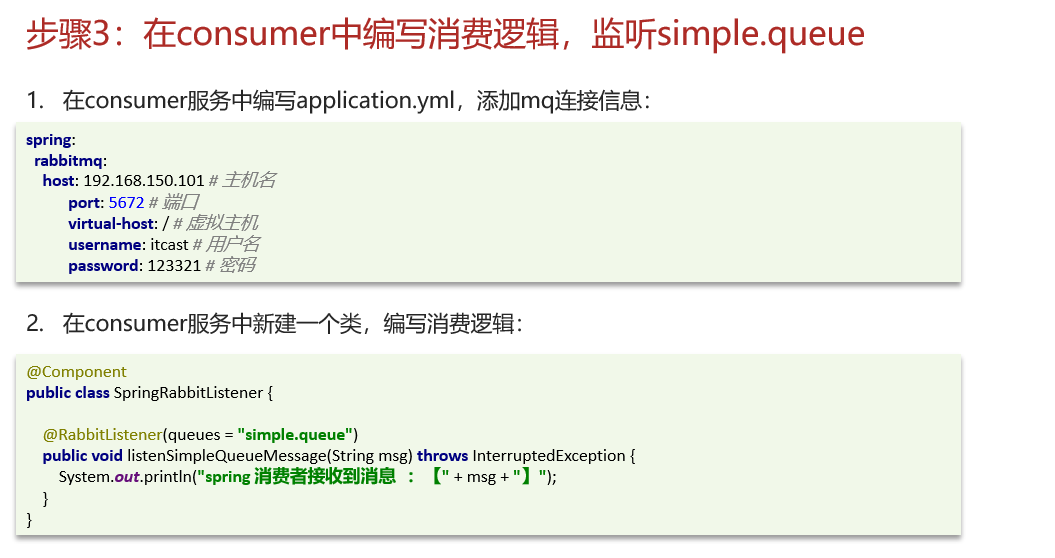 步骤3：在consumer中编写消费逻辑，监听simple.queue
1. 在consumer服务中编写application.yml，添加mq连接信息：
spring:
  rabbitmq:
    host: 192.168.150.101 # 主机名
        port: 5672 # 端口
        virtual-host: / # 虚拟主机
        username: itcast # 用户名
        password: 123321 # 密码
2. 在consumer服务中新建一个类，编写消费逻辑：
@Component
public class SpringRabbitListener {
    @RabbitListener(queues = "simple.queue")
    public void listenSimpleQueueMessage(String msg) throws InterruptedException {
        System.out.println("spring 消费者接收到消息 ：【" + msg + "】");
    }
}